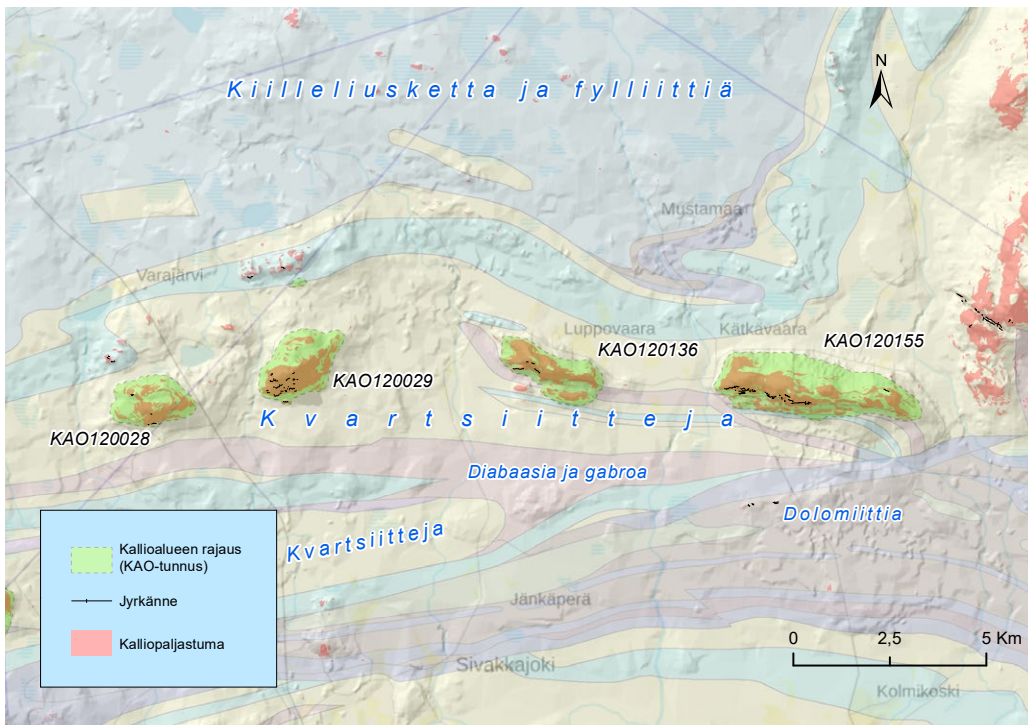 Kiilleliusketta ja fylliittiä
N
Mustamaa
Varajärvi
Luppovaara
Kätkävaara
KAO120136
KAO120155
KAO120029
KAO120028
Kvartsiitteja
Diabaasia ja gabroa
Dolomiittia
Kvartsiitteja
Kallioalueen rajaus
(KAO-tunnus)
Jyrkänne
Kalliopaljastuma
Jänkäperä
Sivakkajoki
Kolmikoski
0 2,5 5 Km